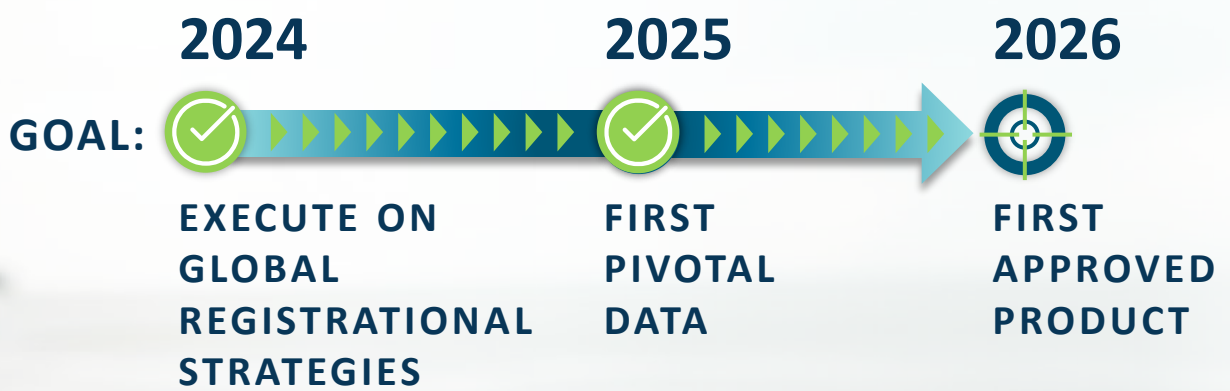 2024
2025
2026
GOAL:
EXECUTE ON
GLOBAL
REGISTRATIONAL
STRATEGIES
FIRST
PIVOTAL
DATA
FIRST
APPROVED
PRODUCT